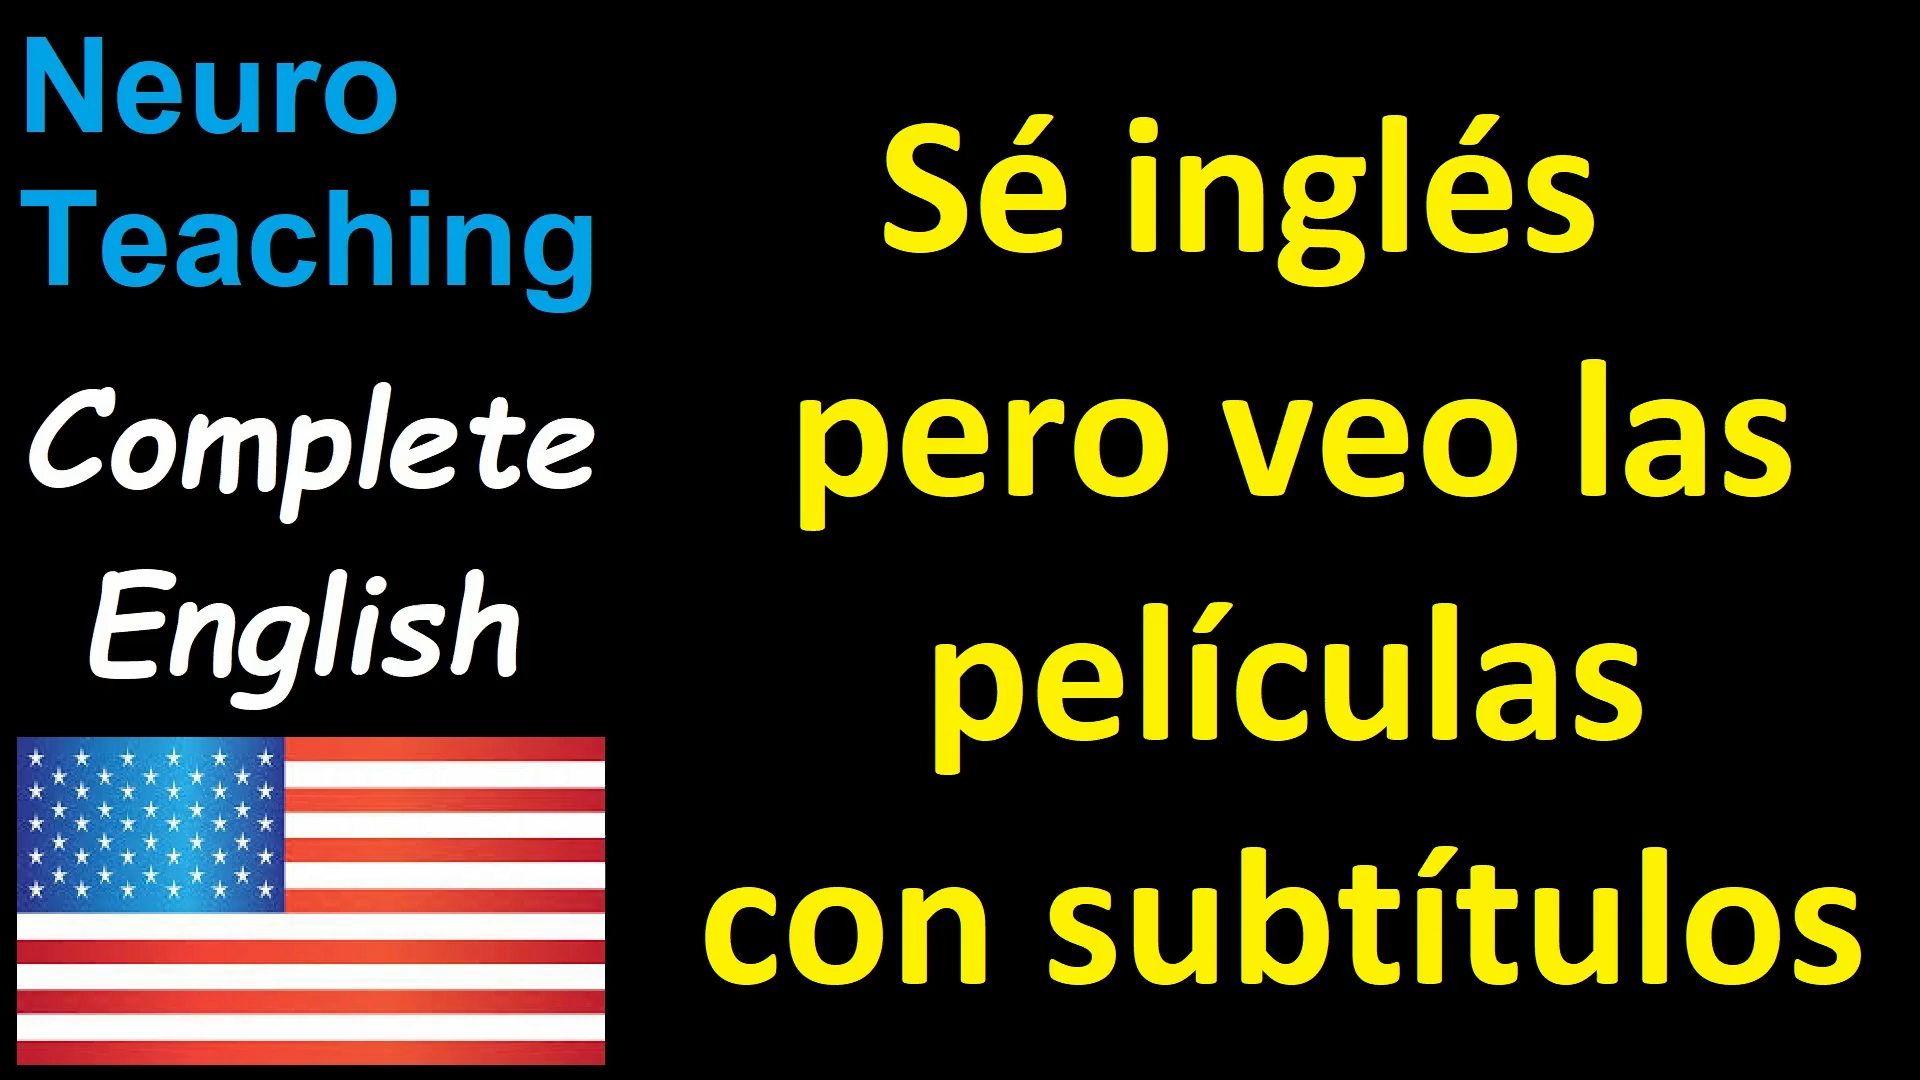 Neuro
Teaching
Complete
English
Sé inglés
pero veo las
películas
con subtítulos